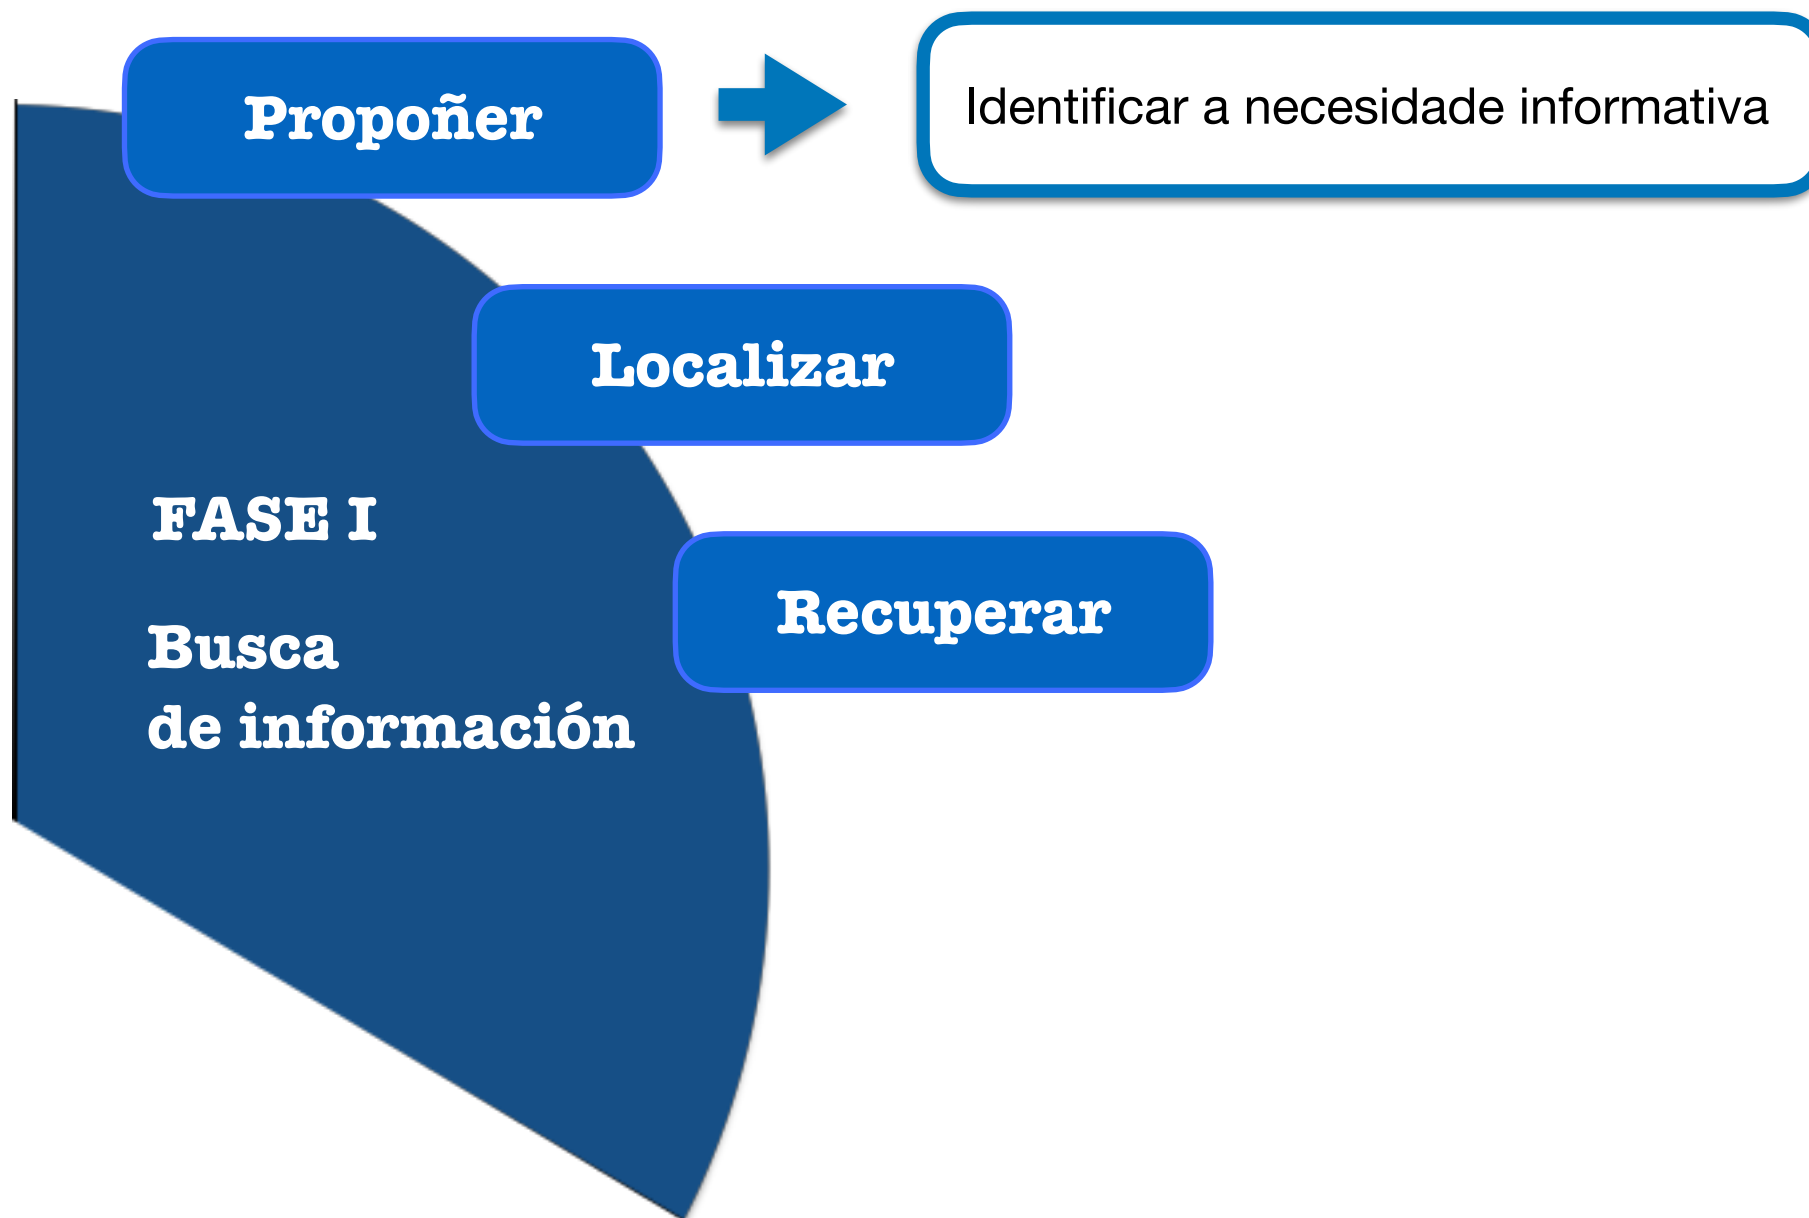 Propoñer
Identificar a necesidade informativa
Localizar
FASE I
Recuperar
Busca
de información